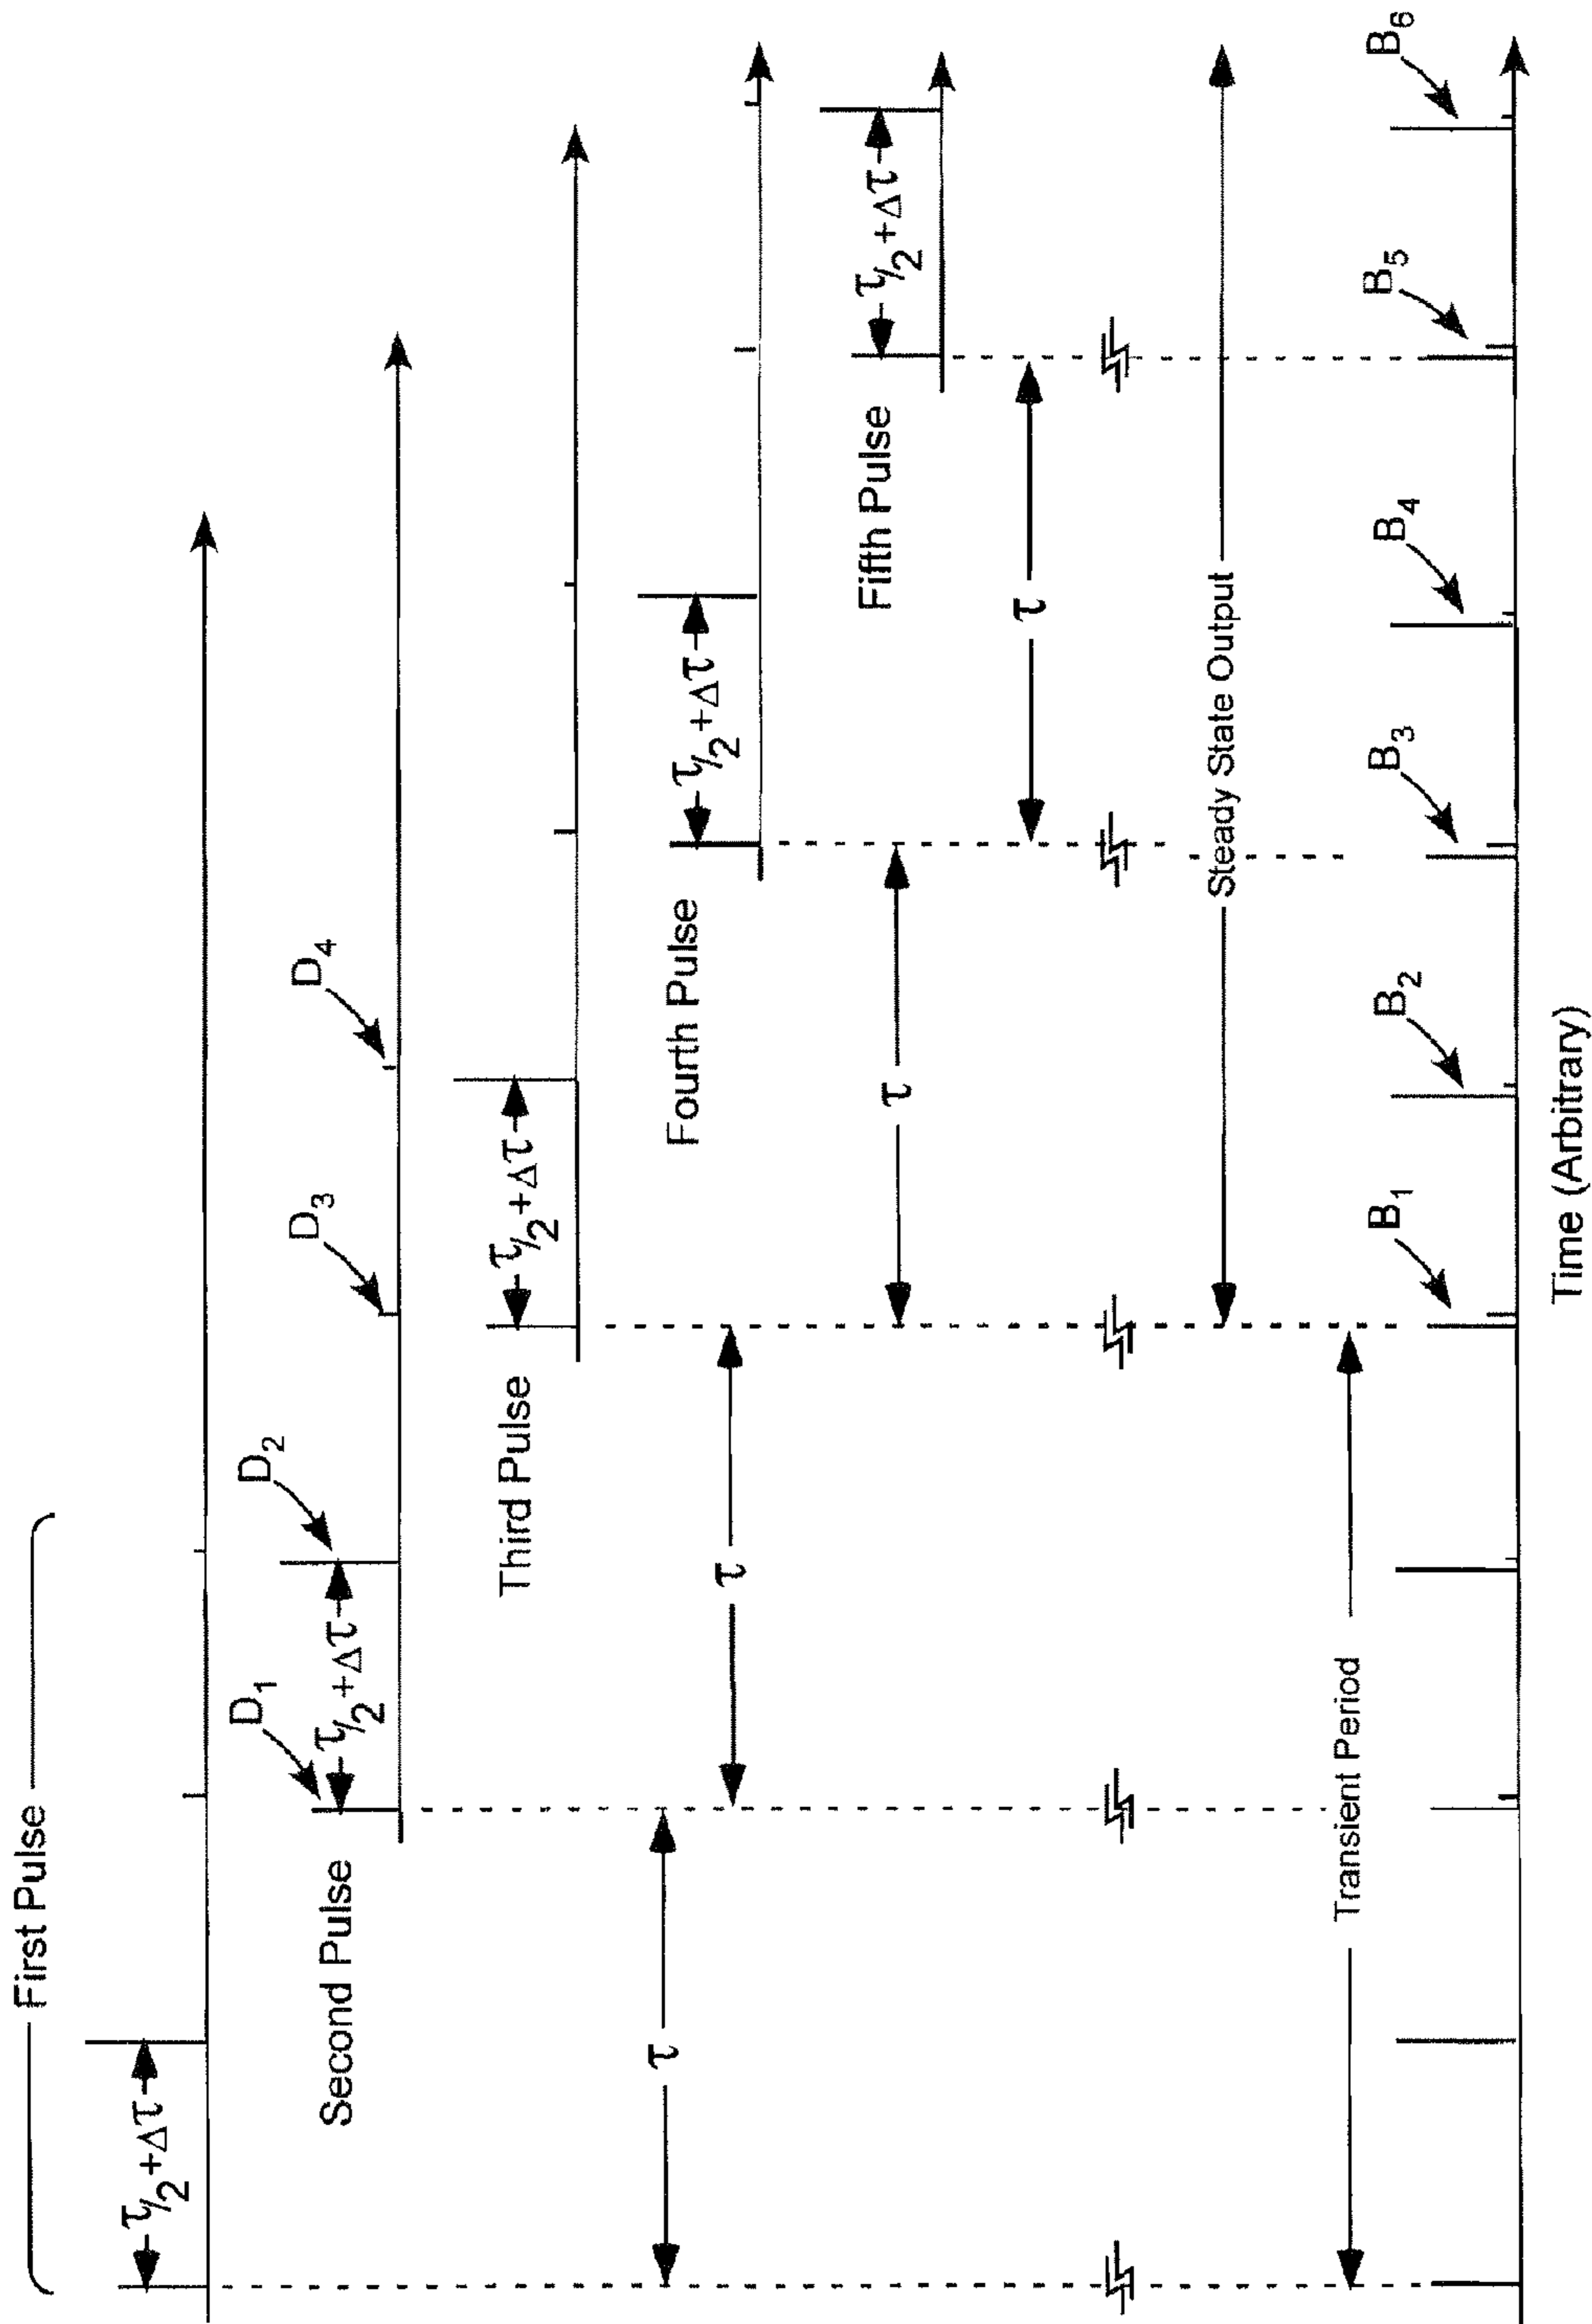 First Pulse
τ/2 + Δτ
D1
D2
D3
D4
Second Pulse
τ/2 + Δτ
Third Pulse
τ/2 + Δτ
Fourth Pulse
τ/2 + Δτ
Fifth Pulse
τ/2 + Δτ
τ
τ
τ
τ
Steady State Output
Transient Period
B1
B2
B3
B4
B5
B6
Time (Arbitrary)